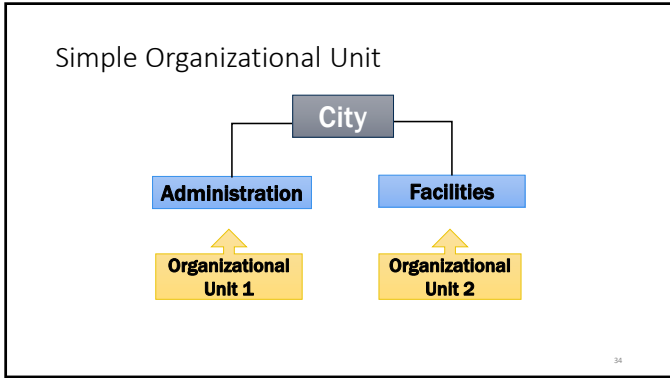 Simple Organizational Unit
City
Administration
Facilities
Organizational
Unit 1
Organizational
Unit 2
34